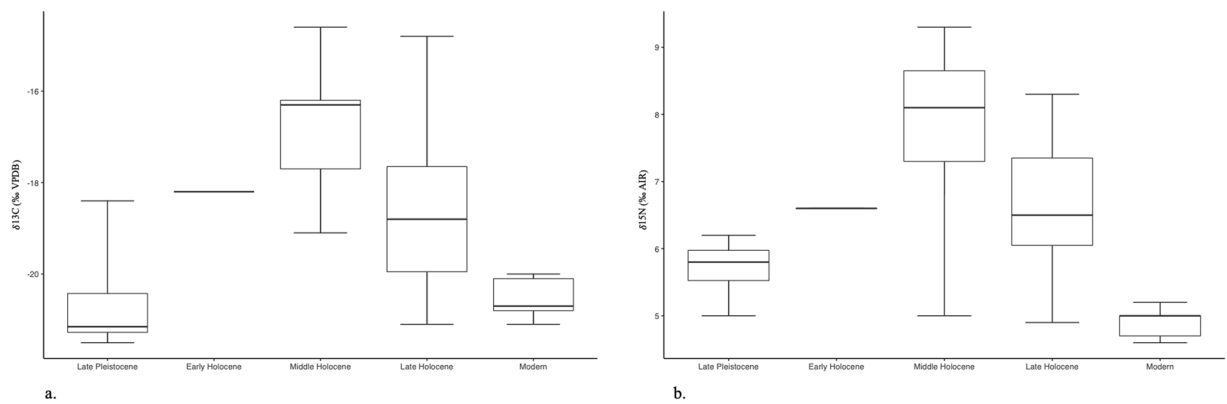 δ13C (‰ VPDB)
-16
-18
-20
Late Pleistocene Early Holocene Middle Holocene Late Holocene Modern
a.
δ15N (‰ AIR)
9
8
7
6
5
Late Pleistocene Early Holocene Middle Holocene Late Holocene Modern
b.